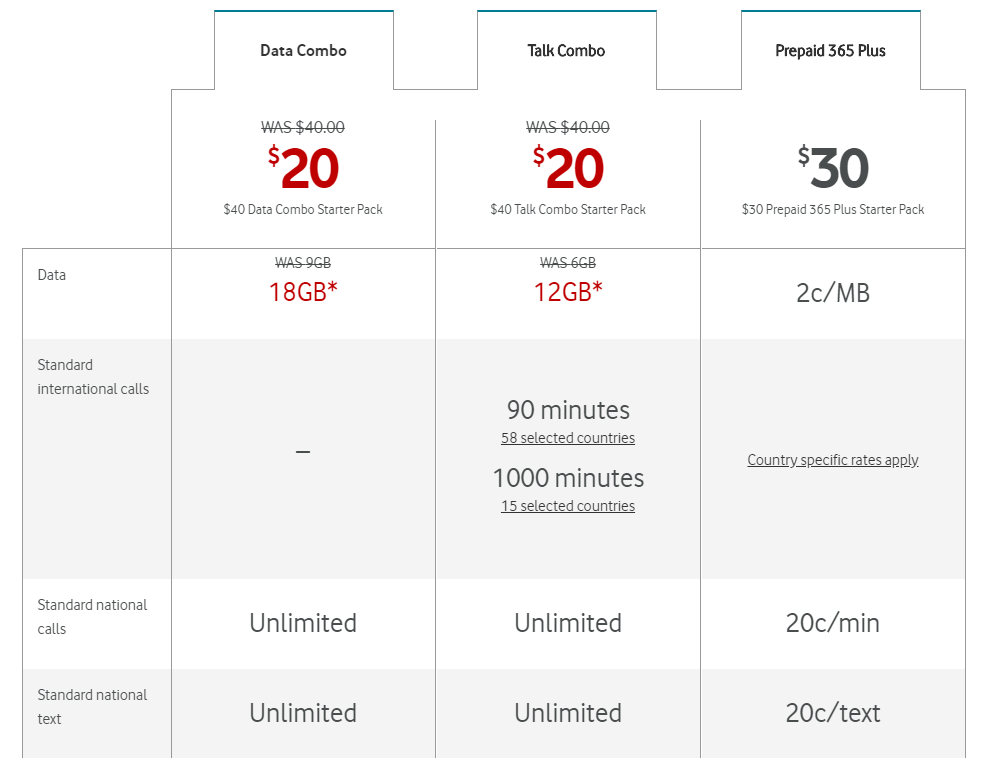 Data Combo
Talk Combo
Prepaid 365 Plus
WAS $40.00
$20
$40 Data Combo Starter Pack
WAS $40.00
$20
$40 Talk Combo Starter Pack
$30
$30 Prepaid 365 Plus Starter Pack
Data
WAS 9GB
18GB*
WAS 6GB
12GB*
2c/MB
Standard
international calls
–
90 minutes
58 selected countries
1000 minutes
15 selected countries
Country specific rates apply
Standard national
calls
Unlimited
Unlimited
20c/min
Standard national
text
Unlimited
Unlimited
20c/text